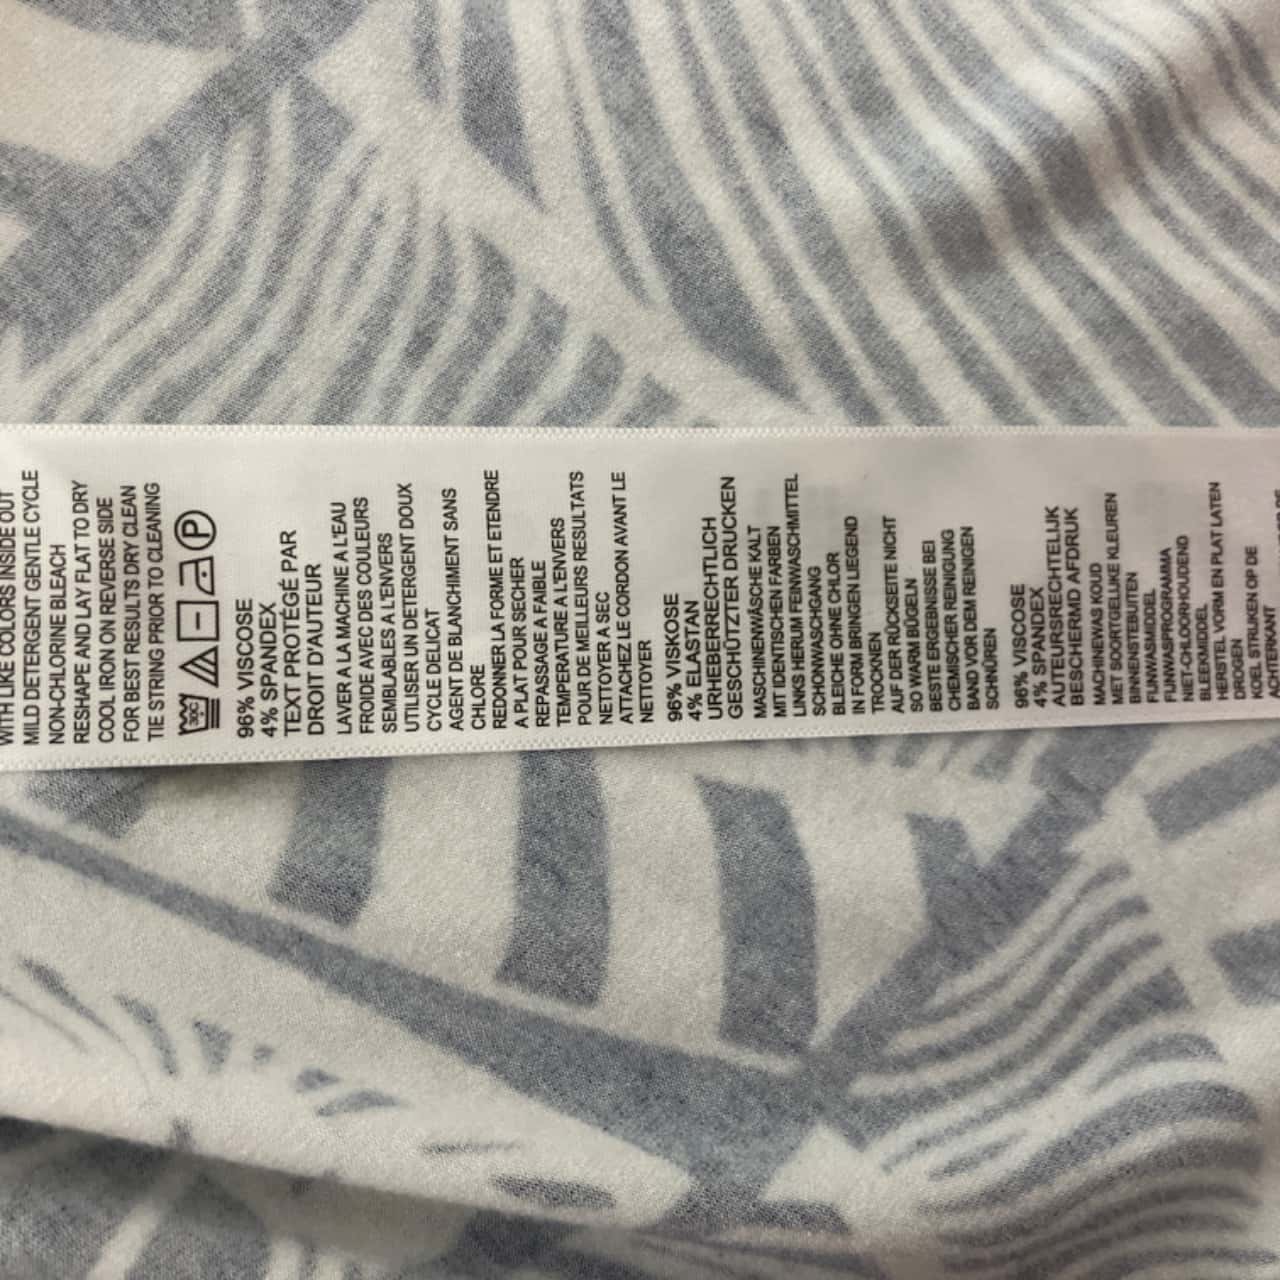 WITH LIKE COLORS INSIDE OUT
MILD DETERGENT GENTLE CYCLE
NON-CHLORINE BLEACH
RESHAPE AND LAY FLAT TO DRY
COOL IRON ON REVERSE SIDE
FOR BEST RESULTS DRY CLEAN
TIE STRING PRIOR TO CLEANING
30C P
96% VISCOSE
4% SPANDEX
TEXT PROTÉGÉ PAR
DROIT D'AUTEUR
LAVER A LA MACHINE A L'EAU
FROIDE AVEC DES COULEURS
SEMBLABLES A L'ENVERS
UTILISER UN DETERGENT DOUX
CYCLE DELICAT
AGENT DE BLANCHIMENT SANS
CHLORE
REDONNER LA FORME ET ETENDRE
A PLAT POUR SECHER
REPASSAGE A FAIBLE
TEMPERATURE A L'ENVERS
POUR DE MEILLEURS RESULTATS
NETTOYER A SEC
ATTACHEZ LE CORDON AVANT LE
NETTOYER
96% VISKOSE
4% ELASTAN
URHEBERRECHTLICH
GESCHÜTZTER DRUCKEN
MASCHINENWÄSCHE KALT
MIT IDENTISCHEN FARBEN
LINKS HERUM FEINWASCHMITTEL
SCHONWASCHGANG
BLEICHE OHNE CHLOR
IN FORM BRINGEN LIEGEND
TROCKNEN
AUF DER RÜCKSEITE NICHT
SO WARM BÜGELN
BESTE ERGEBNISSE BEI
CHEMISCHER REINIGUNG
BAND VOR DEM REINIGEN
SCHNÜREN
96% VISCOSE
4% SPANDEX
AUTEURSRECHTELIJK
BESCHERMD AFDRUK
MACHINEWAS KOUD
MET SOORTGELIJKE KLEUREN
BINNENSTEBUITEN
FIJNWASMIDDEL
FIJNWASPROGRAMMA
NIET-CHLOORHOUDEND
BLEEKMIDDEL
HERSTEL VORM EN PLAT LATEN
DROGEN
KOEL STRIJKEN OP DE
ACHTERKANT